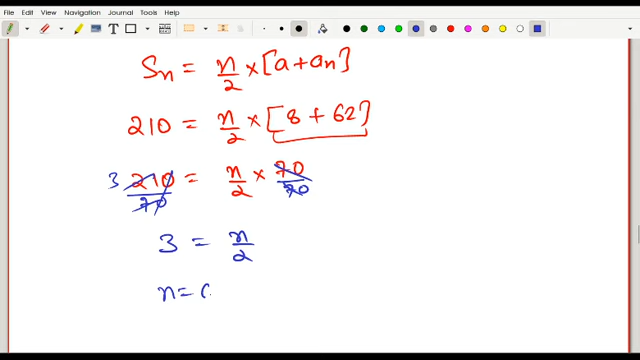 File Edit View Journal Tools Options Help
Sn = n/2 × [a + an]
210 = n/2 × [8 + 62]
3 210/70 = n/2 × 70/70
3 = n/2
n =